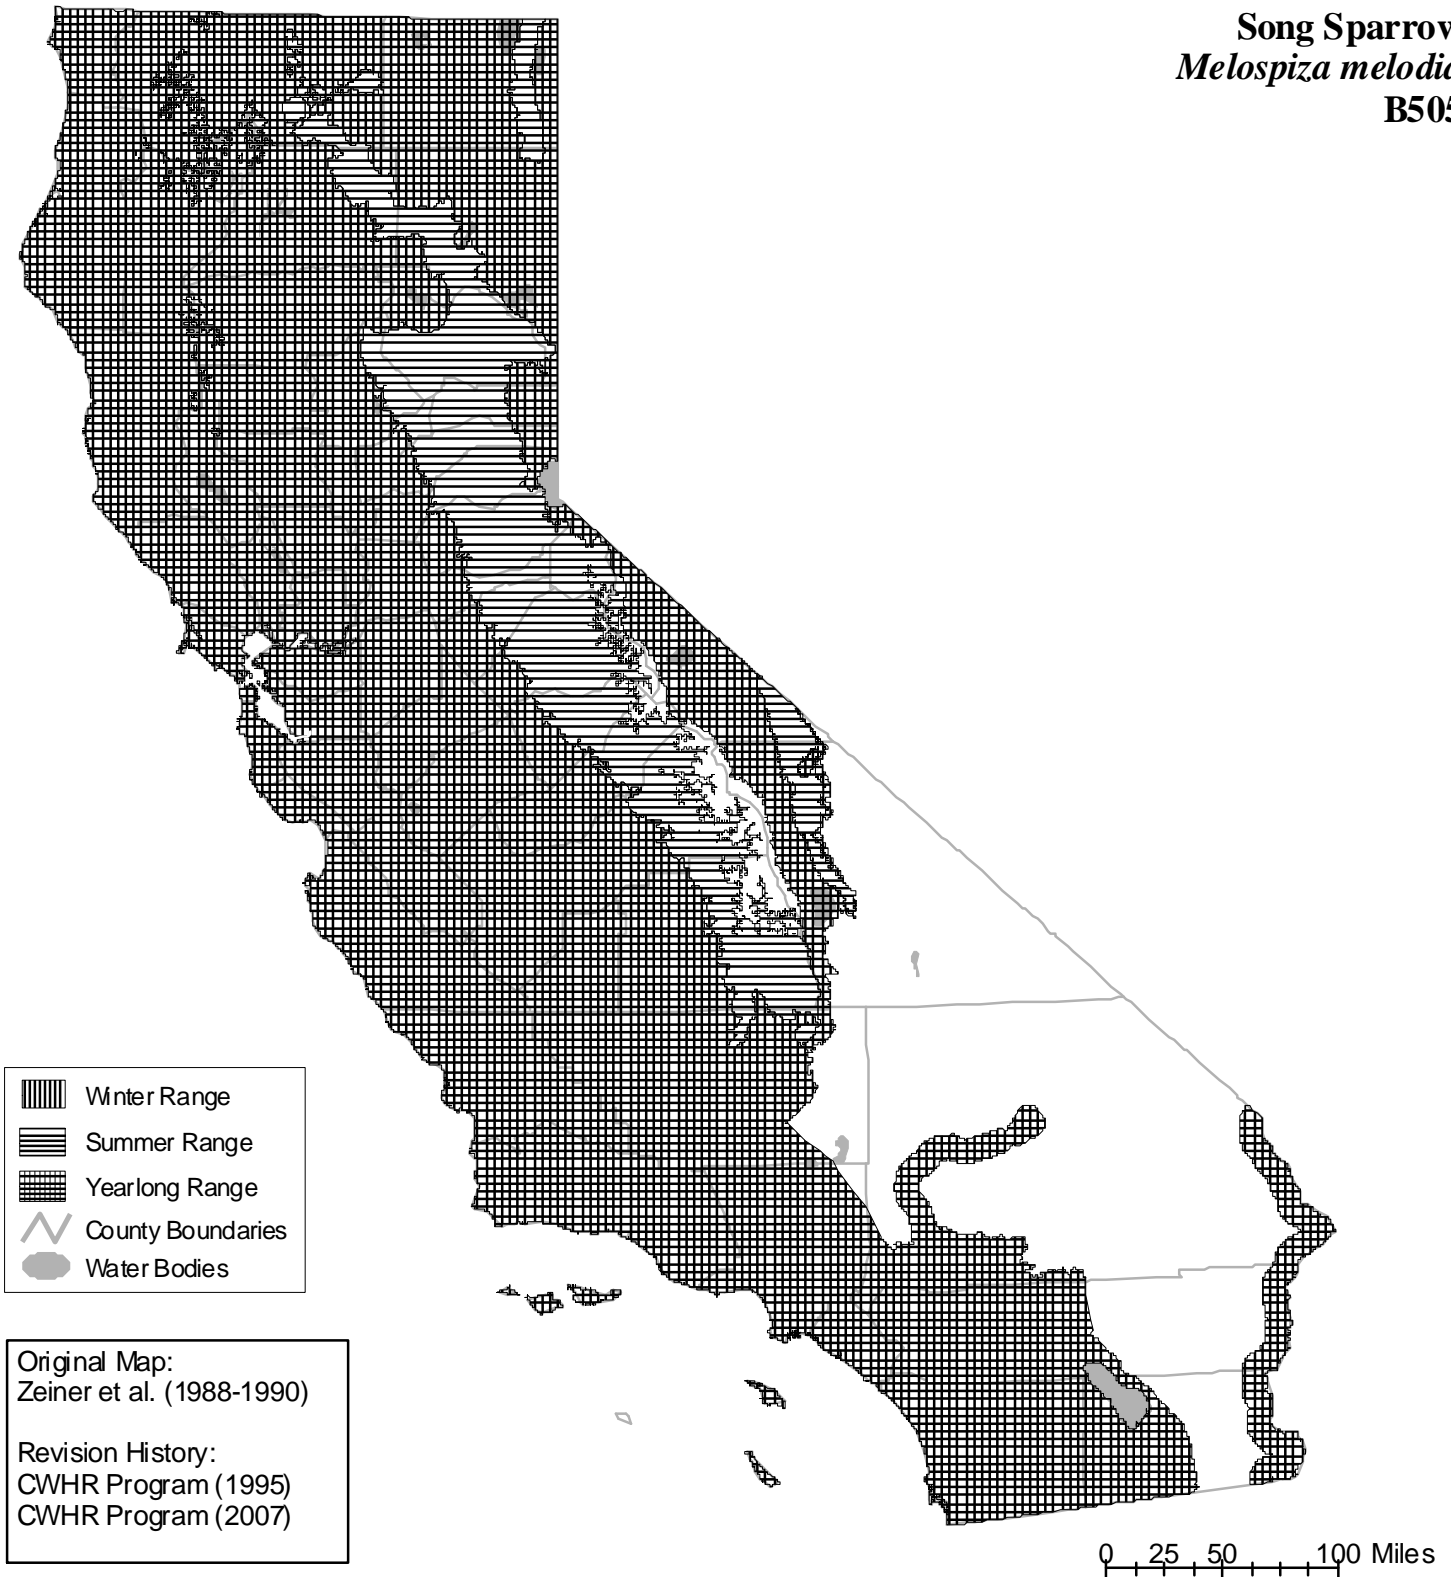 Song Sparrow
Melospiza melodia
B505
Winter Range
Summer Range
Yearlong Range
County Boundaries
Water Bodies
Original Map:
Zeiner et al. (1988-1990)
Revision History:
CWHR Program (1995)
CWHR Program (2007)
0 25 50 100 Miles